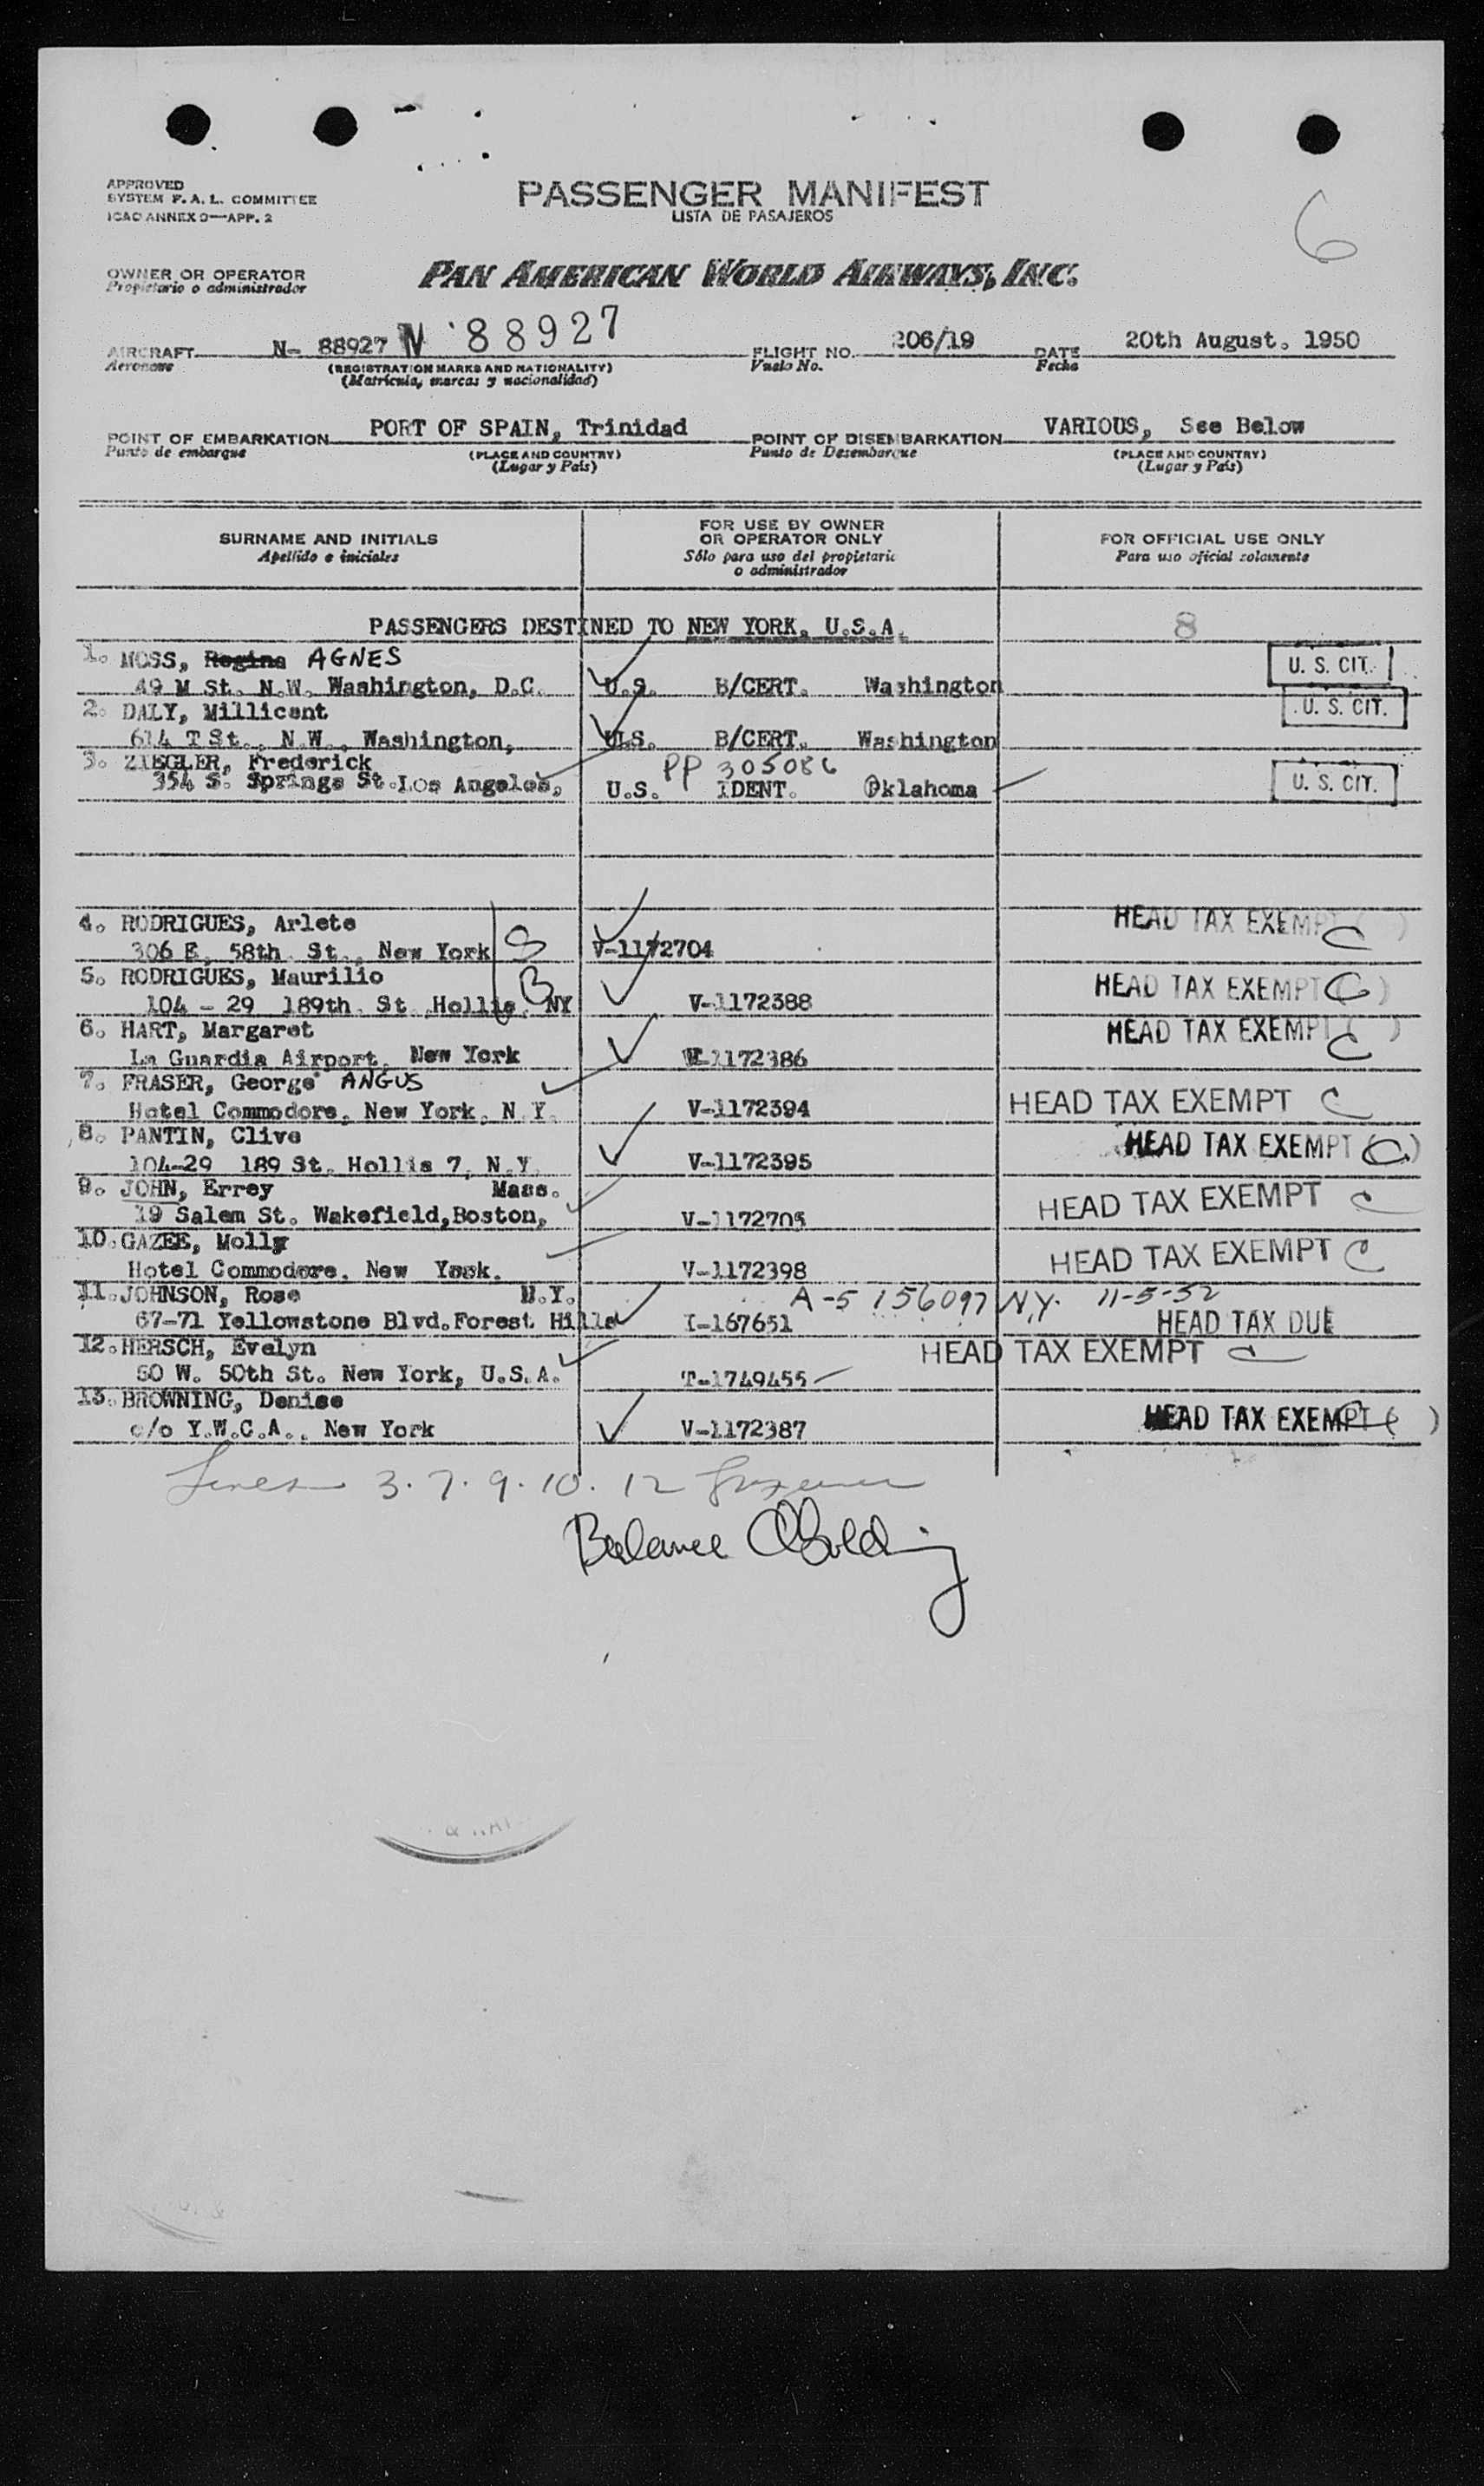 APPROVED
SYSTEM F. A. L. COMMITTEE
ICAO ANNEX 9—APP. 2
PASSENGER MANIFEST
LISTA DE PASAJEROS
6
OWNER OR OPERATOR
Propietario o administrador
PAN AMERICAN WORLD AIRWAYS, INC.
AIRCRAFT N- 88927 N 88927 FLIGHT NO. 206/19 DATE 20th August. 1950
Aeronave (REGISTRATION MARKS AND NATIONALITY) Vuelo No. Fecha
(Matrícula, marcas y nacionalidad)
POINT OF EMBARKATION PORT OF SPAIN, Trinidad POINT OF DISEMBARKATION VARIOUS, See Below
Punto de embarque (PLACE AND COUNTRY) Punto de Desembarque (PLACE AND COUNTRY)
(Lugar y País) (Lugar y País)
SURNAME AND INITIALS FOR USE BY OWNER OR OPERATOR ONLY FOR OFFICIAL USE ONLY
Apellido e iniciales Sólo para uso del propietario o administrador Para uso oficial solamente
PASSENGERS DESTINED TO NEW YORK, U.S.A. 8
1. MOSS, Regina AGNES U. S. CIT.
49 M St. N.W. Washington, D.C. U.S. B/CERT. Washington
2. DALY, Millicent U. S. CIT.
614 T St., N.W., Washington, U.S. B/CERT. Washington
3. ZIEGLER, Frederick PP 305086
354 S. Springs St. Los Angeles, U.S. IDENT. Oklahoma U. S. CIT.
4. RODRIGUES, Arlete HEAD TAX EXEMPT ( C )
306 E. 58th. St., New York V-1172704
5. RODRIGUES, Maurilio B HEAD TAX EXEMPT ( C )
104 - 29 189th. St. Hollis, NY V-1172388
6. HART, Margaret HEAD TAX EXEMPT ( C )
La Guardia Airport, New York V-1172386
7. FRASER, George ANGUS
Hotel Commodore, New York, N.Y. V-1172394 HEAD TAX EXEMPT C
8. PANTIN, Clive HEAD TAX EXEMPT (C)
104-29 189 St. Hollis 7, N.Y. V-1172395
9. JOHN, Errey Mass. HEAD TAX EXEMPT C
19 Salem St. Wakefield, Boston, V-1172705
10. GAZEE, Molly HEAD TAX EXEMPT C
Hotel Commodore. New York. V-1172398
11. JOHNSON, Rose N.Y. A-5 156097 N.Y. 11-5-52
67-71 Yellowstone Blvd. Forest Hills I-167651 HEAD TAX DUE
12. HERSCH, Evelyn HEAD TAX EXEMPT C
50 W. 50th St. New York, U.S.A. T-1749455
13. BROWNING, Denise
c/o Y.W.C.A., New York V-1172387 HEAD TAX EXEMPT ( )
Lines 3. 7. 9. 10. 12
Balance